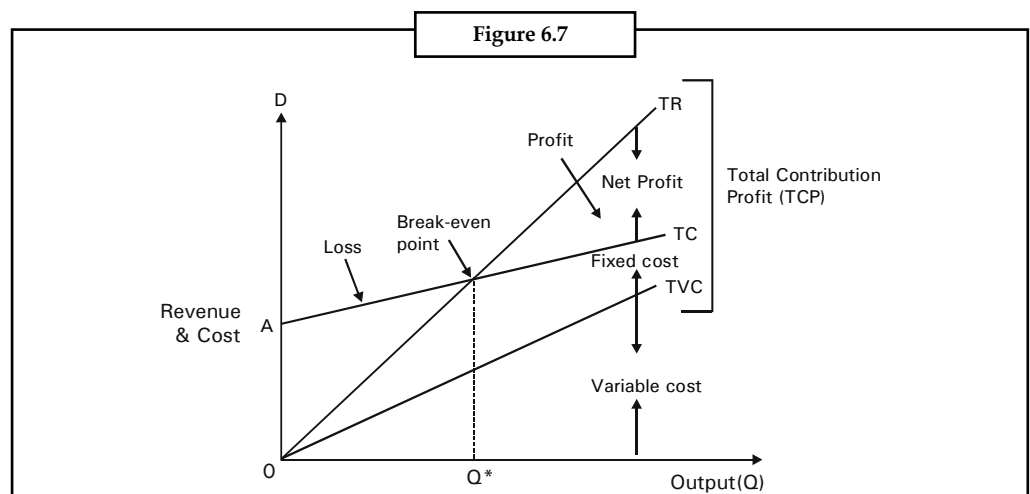 Figure 6.7
D
TR
Profit
Net Profit
Total Contribution
Profit (TCP)
Break-even
point
Loss
TC
Fixed cost
TVC
Revenue
& Cost
A
Variable cost
O
Q*
Output(Q)